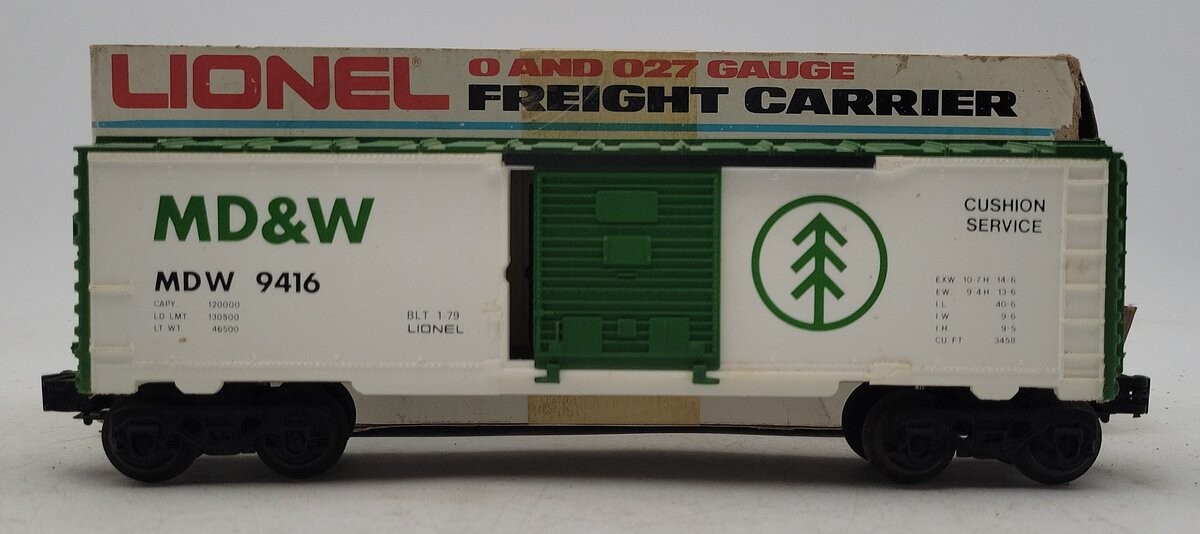 LIONEL®
O AND O27 GAUGE
FREIGHT CARRIER
MD&W
MDW 9416
CAPY. 120000
LD LMT 130500
LT WT 46500
BLT 1-79
LIONEL
CUSHION
SERVICE
EXW 10-7 H 14-6
EW 9-4 H 13-6
IL 40-6
IW 9-6
IH 9-5
CU. FT 3458